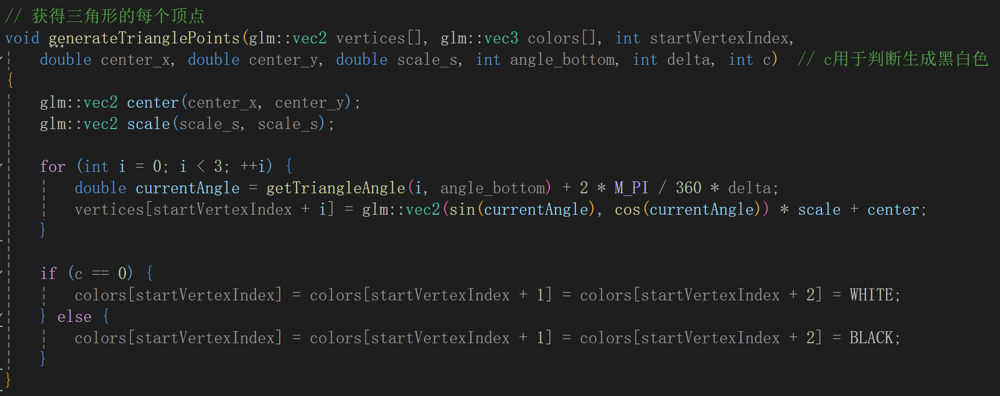 // 获得三角形的每个顶点
void generateTrianglePoints(glm::vec2 vertices[], glm::vec3 colors[], int startVertexIndex,
    double center_x, double center_y, double scale_s, int angle_bottom, int delta, int c)  // c用于判断生成黑白色
{
    glm::vec2 center(center_x, center_y);
    glm::vec2 scale(scale_s, scale_s);

    for (int i = 0; i < 3; ++i) {
        double currentAngle = getTriangleAngle(i, angle_bottom) + 2 * M_PI / 360 * delta;
        vertices[startVertexIndex + i] = glm::vec2(sin(currentAngle), cos(currentAngle)) * scale + center;
    }

    if (c == 0) {
        colors[startVertexIndex] = colors[startVertexIndex + 1] = colors[startVertexIndex + 2] = WHITE;
    } else {
        colors[startVertexIndex] = colors[startVertexIndex + 1] = colors[startVertexIndex + 2] = BLACK;
    }
}